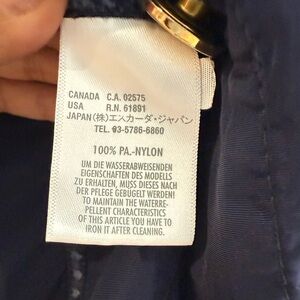 CANADA C.A. 02575
USA R.N. 61891
JAPAN(株)エスカーダ・ジャパン
TEL. 03-5786-6860
100% PA.-NYLON
UM DIE WASSERABWEISENDEN
EIGENSCHAFTEN DES MODELLS
ZU ERHALTEN, MUSS DIESES NACH
DER PFLEGE GEBÜGELT WERDEN
TO MAINTAIN THE WATERRE-
PELLENT CHARACTERISTICS
OF THIS ARTICLE YOU HAVE TO
IRON IT AFTER CLEANING.